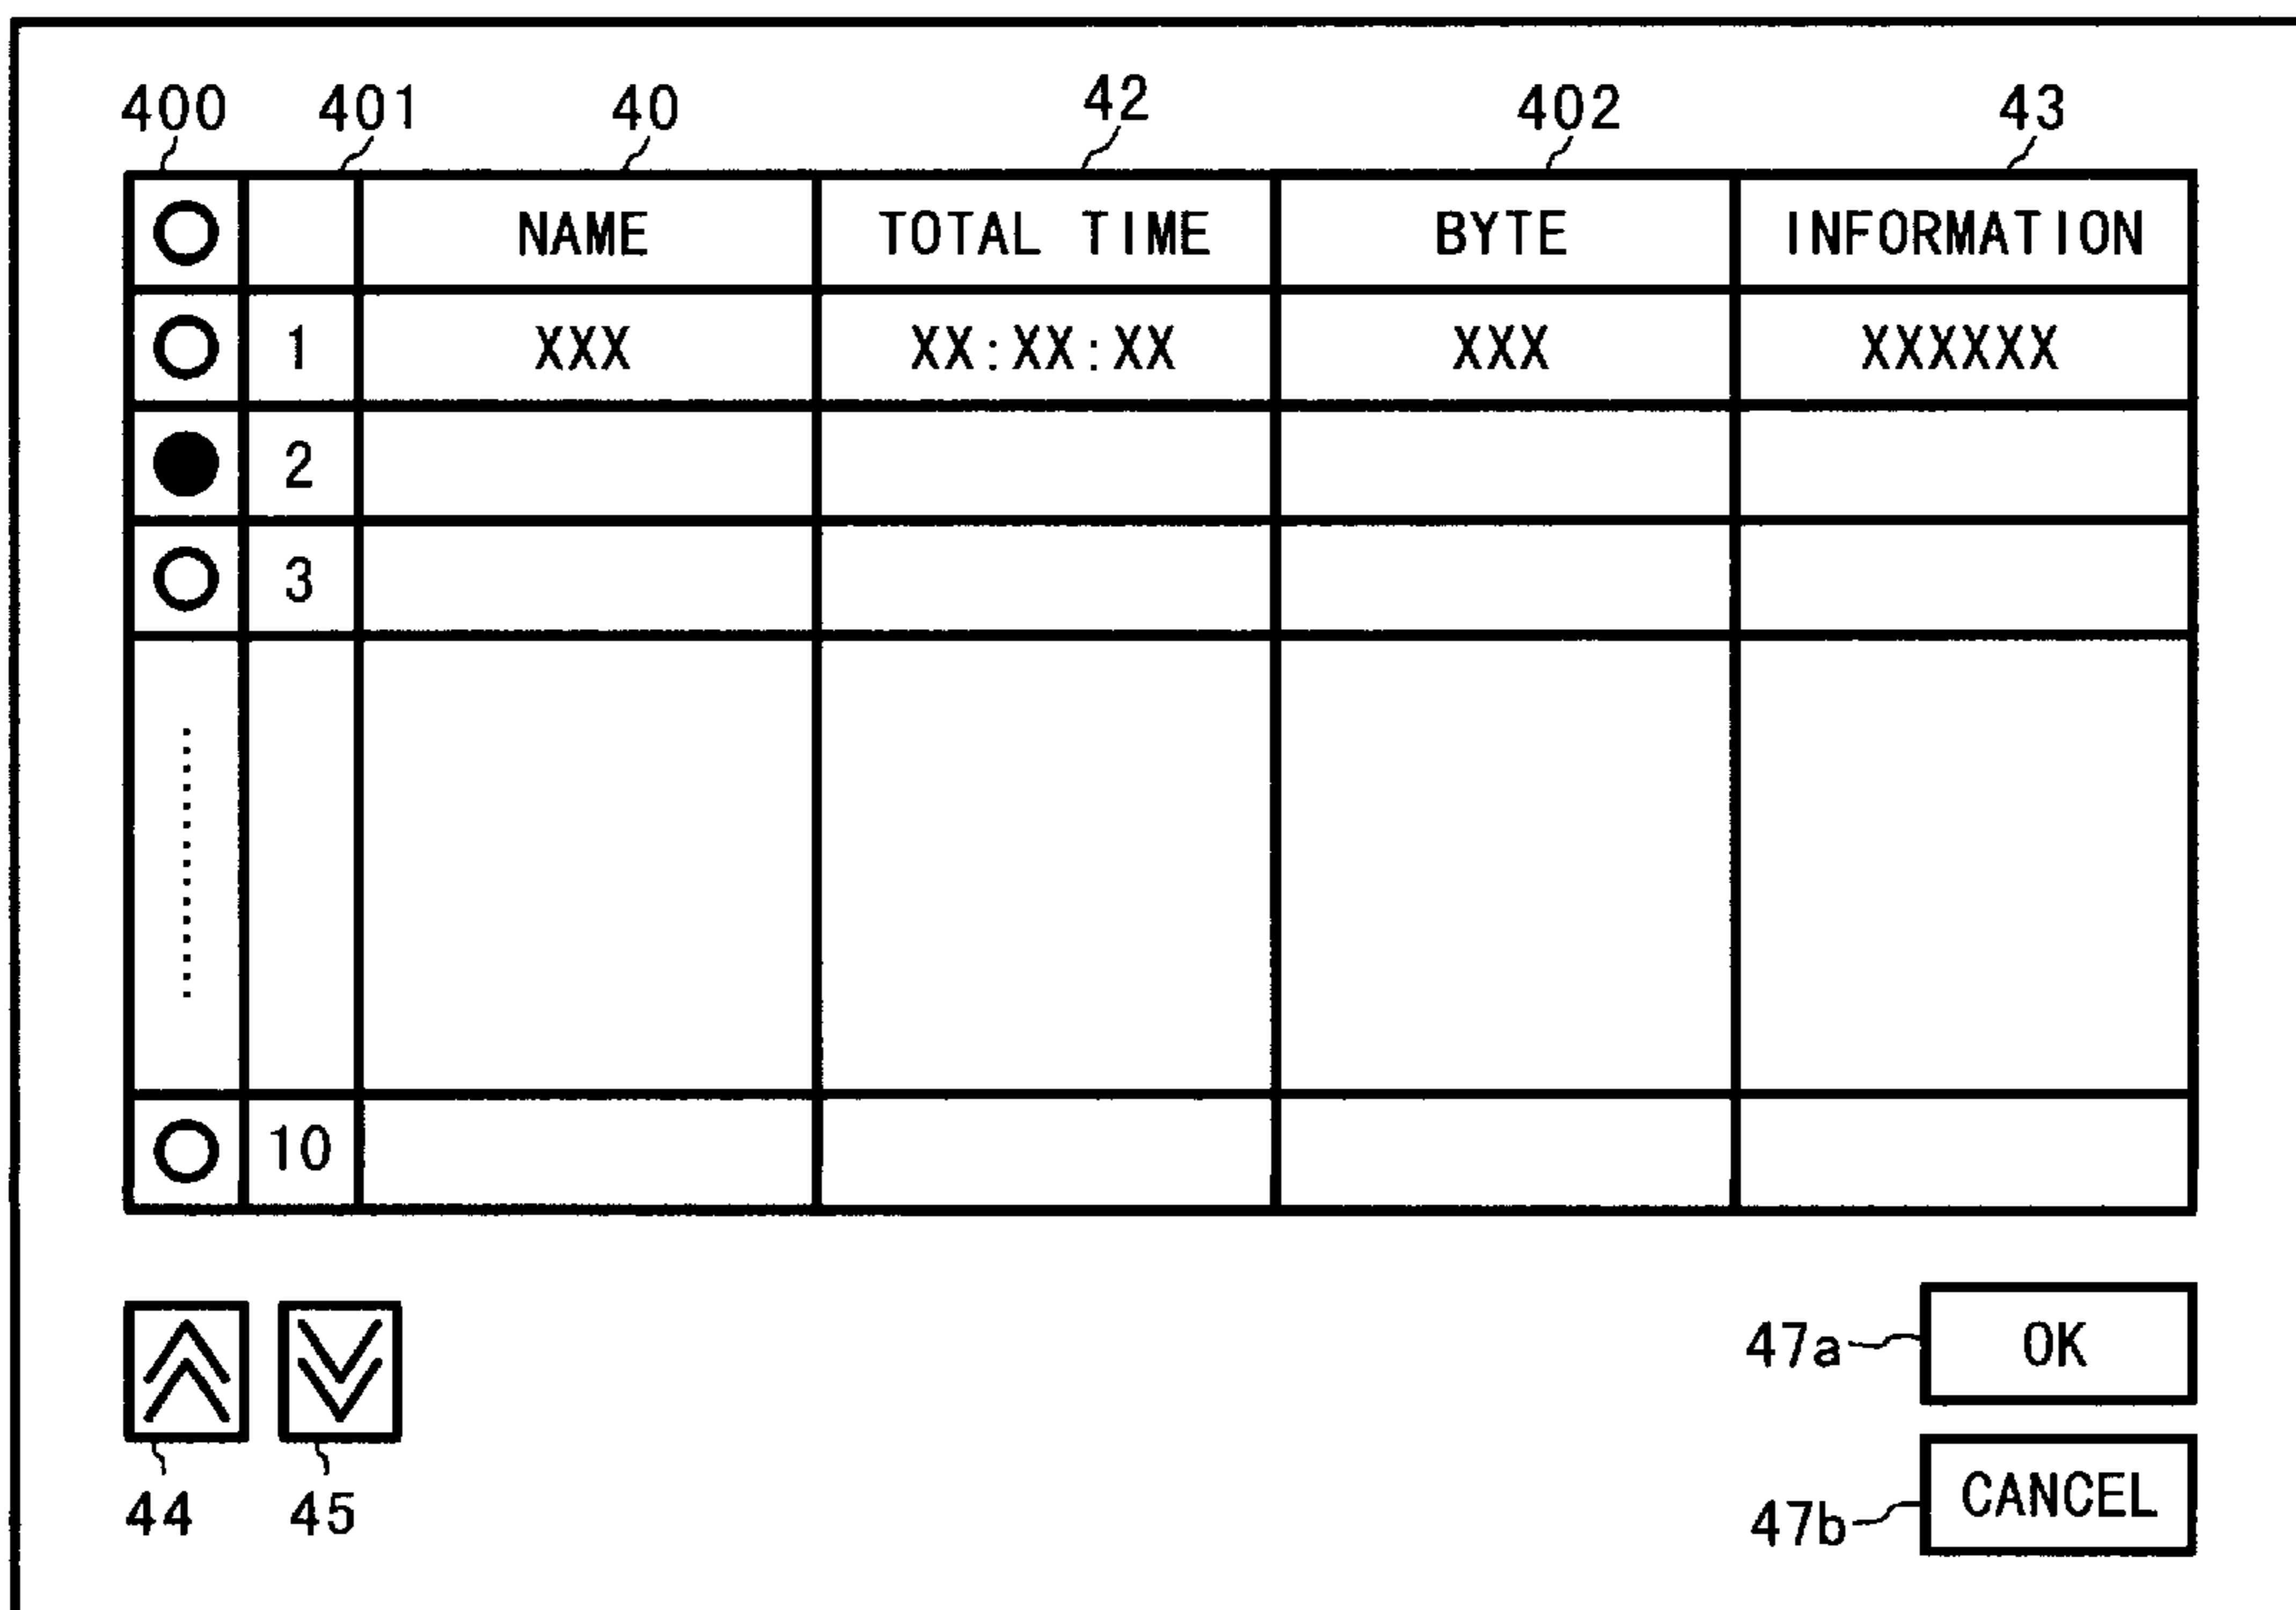 400 401 40 42 402 43
NAME TOTAL TIME BYTE INFORMATION
1 XXX XX:XX:XX XXX XXXXXX
2
3
10
47a OK
44 45 47b CANCEL